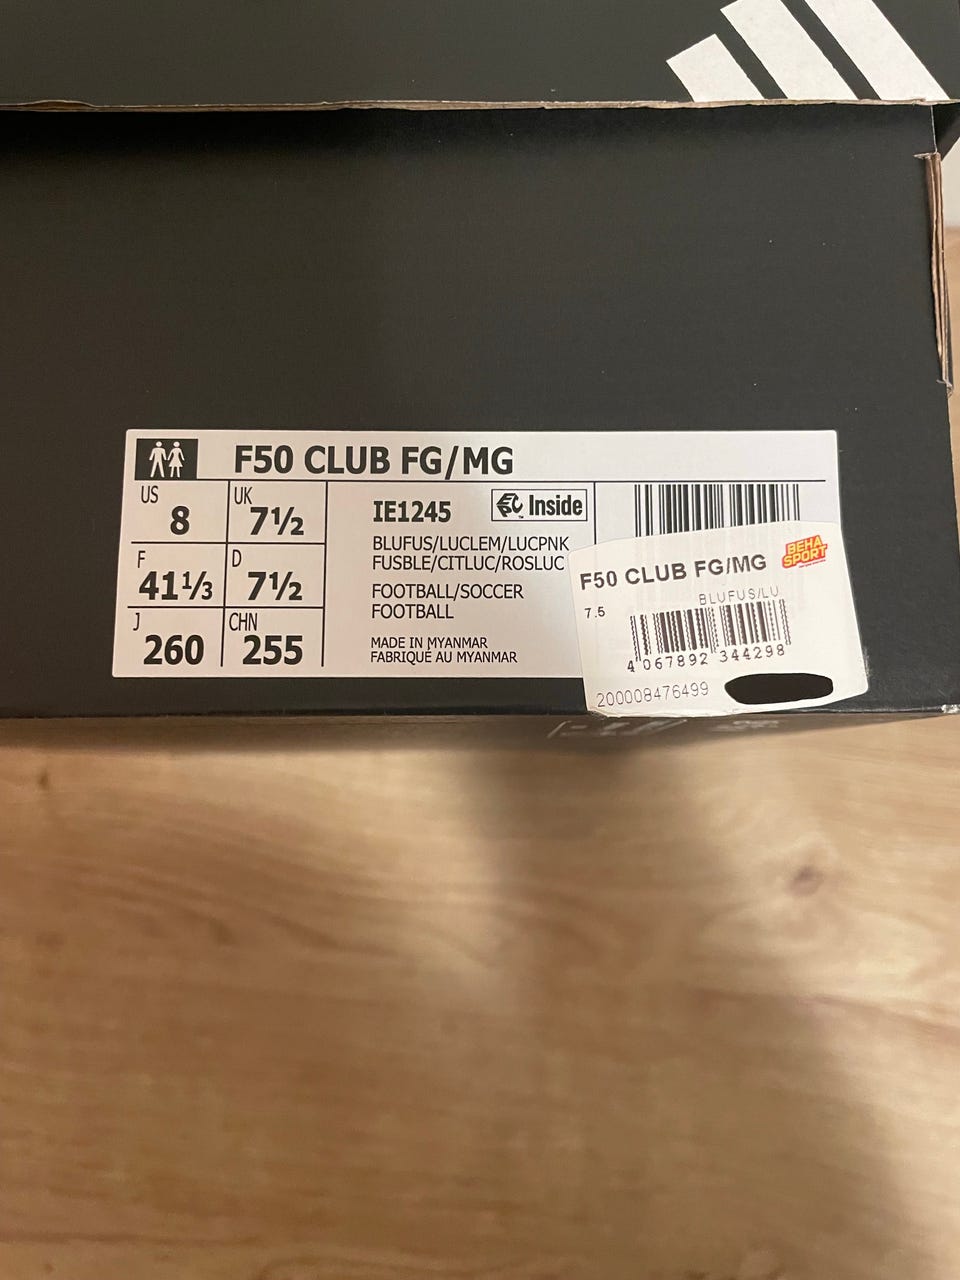 F50 CLUB FG/MG
US 8
UK 7½
F 41⅓
D 7½
J 260
CHN 255
IE1245
EPC Inside
BLUFUS/LUCLEM/LUCPNK
FUSBLE/CITLUC/ROSLUC
FOOTBALL/SOCCER
FOOTBALL
MADE IN MYANMAR
FABRIQUÉ AU MYANMAR
F50 CLUB FG/MG
BEHA
SPORT
BLUFUS/LU
7.5
4 067892 344298
200008476499